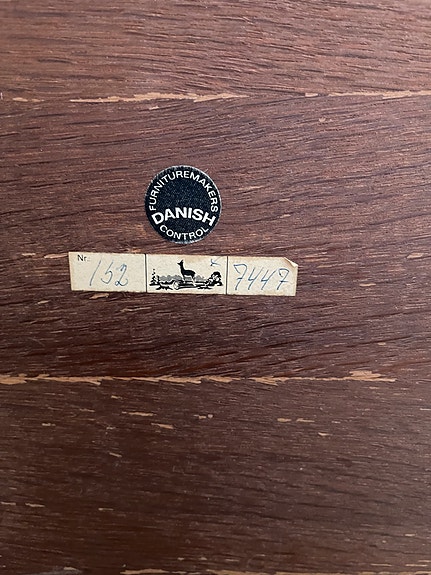 FURNITUREMAKERS
DANISH
CONTROL
Nr. 152 7447